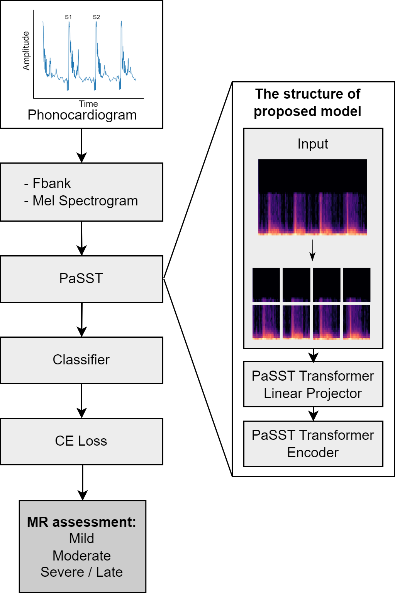 S1 S2
Amplitude
Time
Phonocardiogram
- Fbank
- Mel Spectrogram
PaSST
Classifier
CE Loss
MR assessment:
Mild
Moderate
Severe / Late
The structure of
proposed model
Input
PaSST Transformer
Linear Projector
PaSST Transformer
Encoder